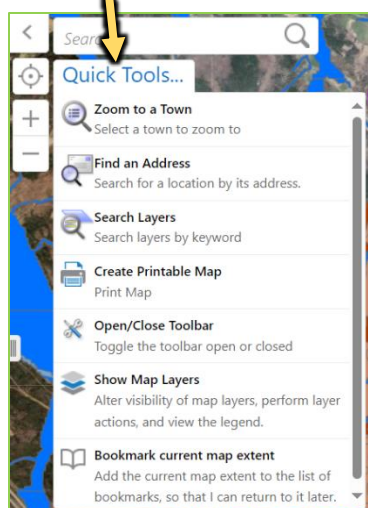 Sear
Quick Tools...
Zoom to a Town
Select a town to zoom to
Find an Address
Search for a location by its address.
Search Layers
Search layers by keyword
Create Printable Map
Print Map
Open/Close Toolbar
Toggle the toolbar open or closed
Show Map Layers
Alter visibility of map layers, perform layer
actions, and view the legend.
Bookmark current map extent
Add the current map extent to the list of
bookmarks, so that I can return to it later.